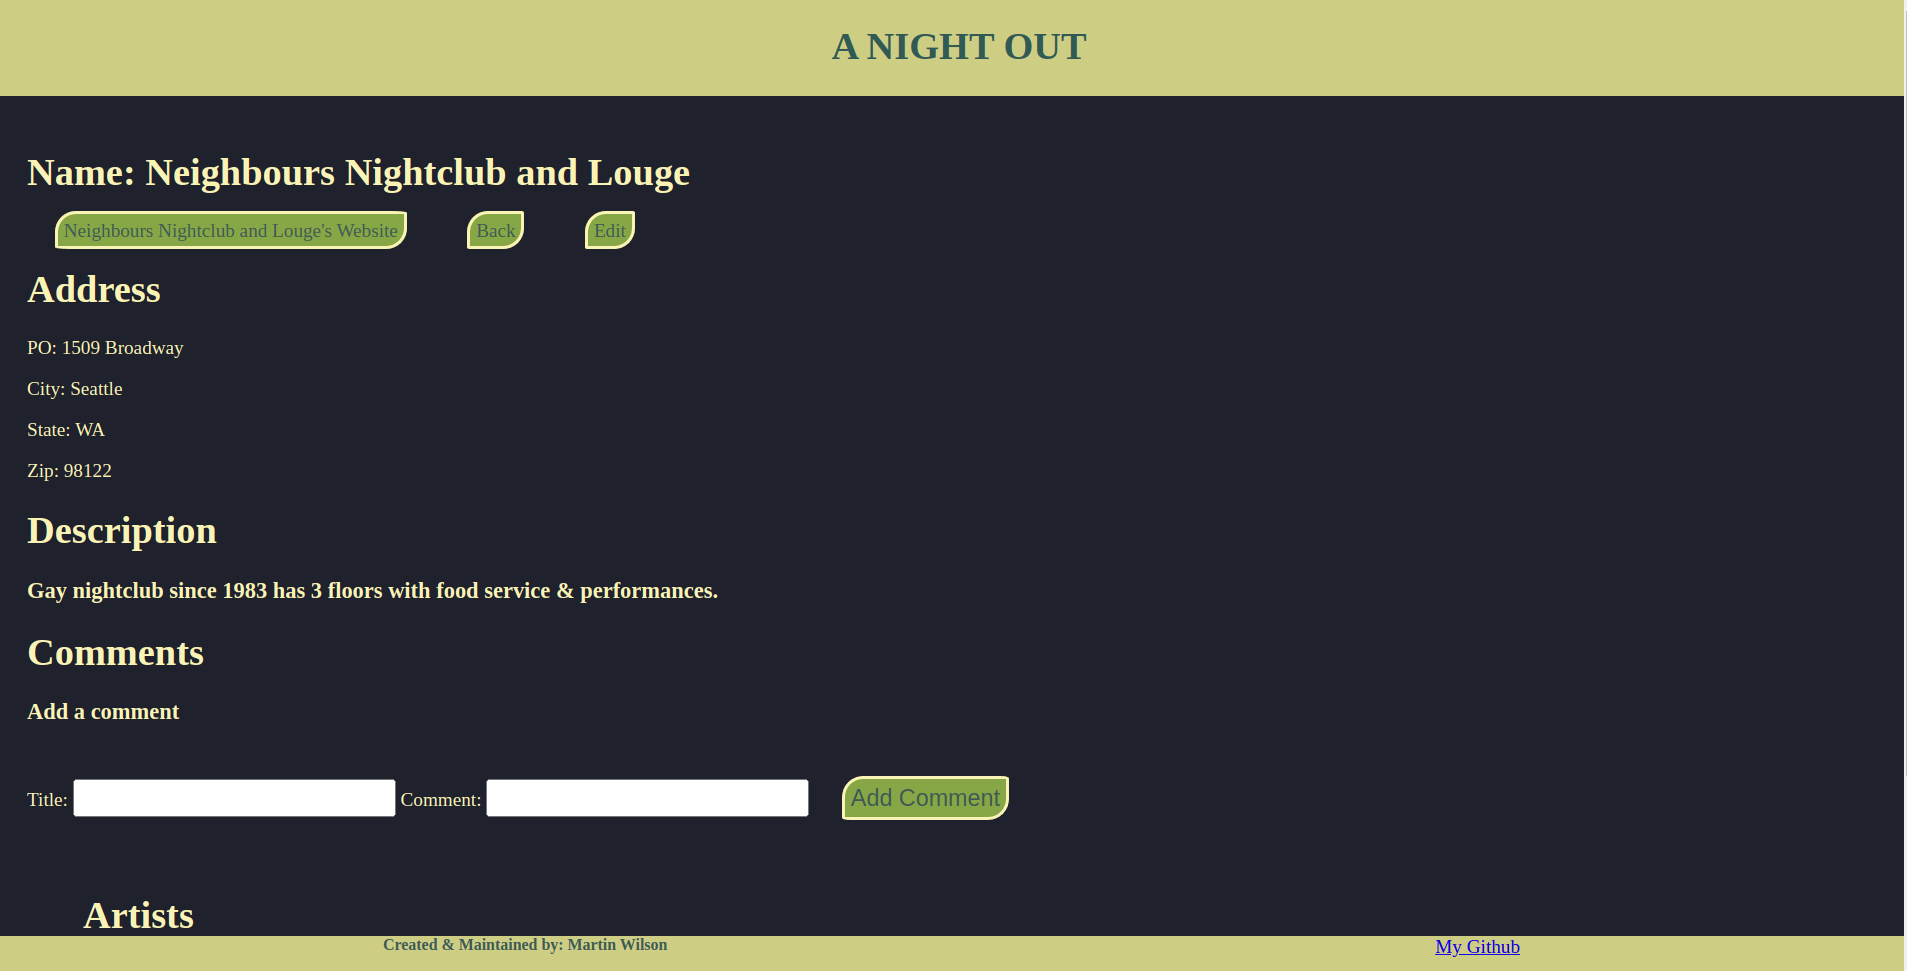 A NIGHT OUT
Name: Neighbours Nightclub and Louge
Neighbours Nightclub and Louge's Website Back Edit
Address
PO: 1509 Broadway
City: Seattle
State: WA
Zip: 98122
Description
Gay nightclub since 1983 has 3 floors with food service & performances.
Comments
Add a comment
Title: Comment: Add Comment
Artists
Created & Maintained by: Martin Wilson My Github